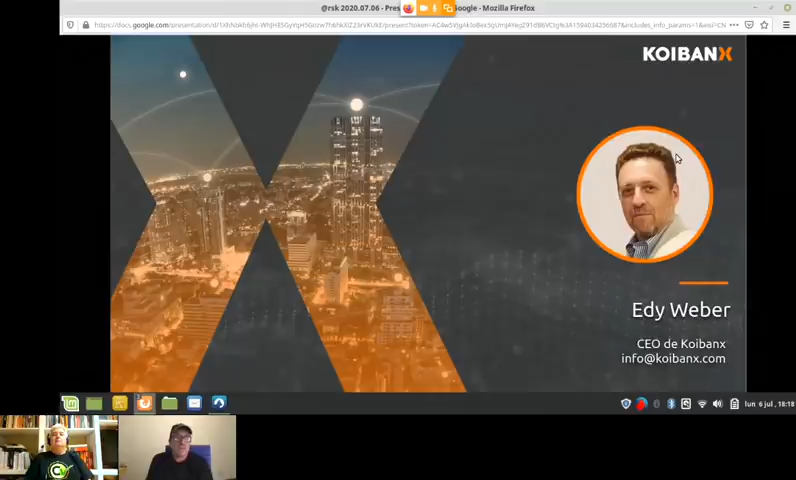 @rsk 2020.07.06 - Pres
Google - Mozilla Firefox
KOIBANX
Edy Weber
CEO de Koibanx
info@koibanx.com
lun 6 jul, 18:18